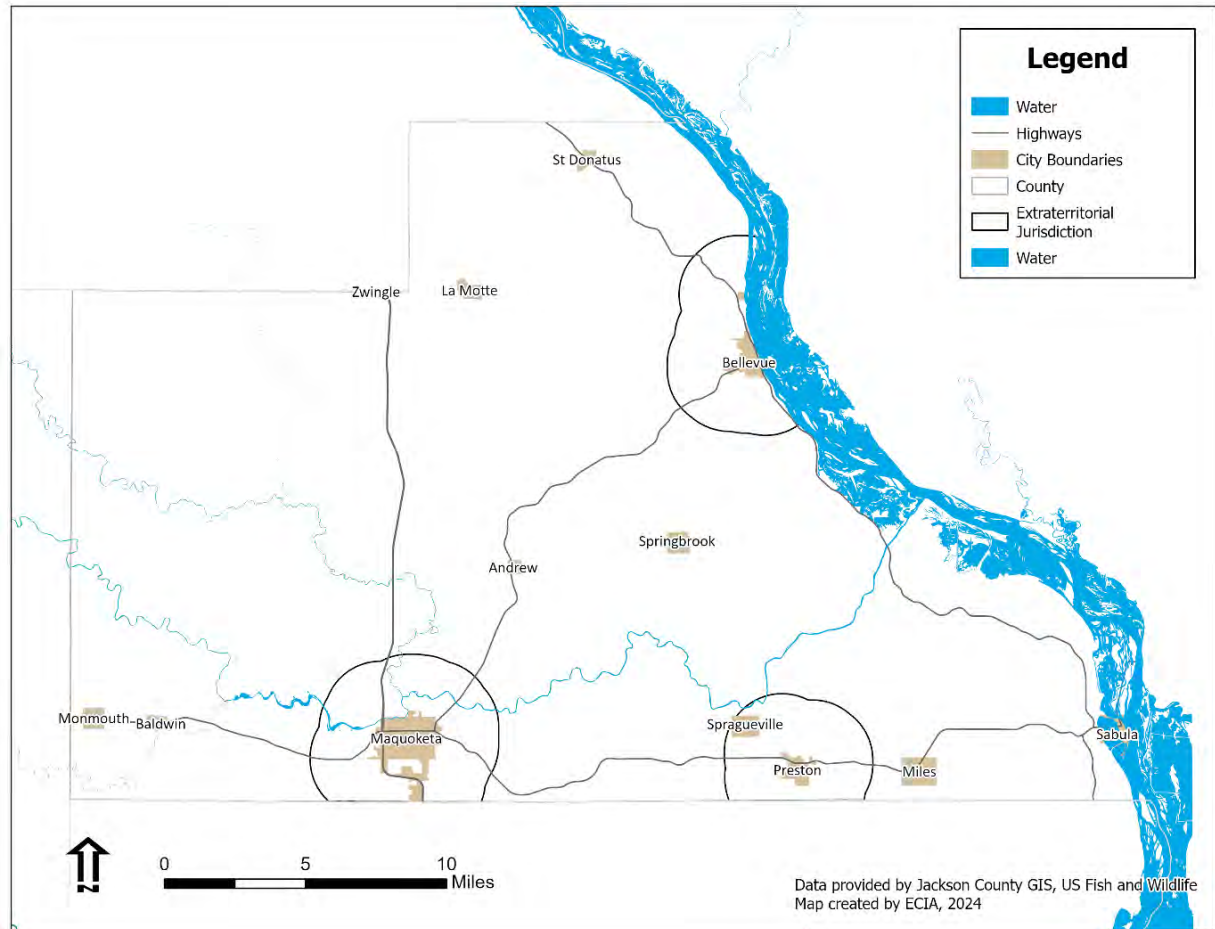 Legend
Water
Highways
City Boundaries
County
Extraterritorial
Jurisdiction
Water
St Donatus
Zwingle
La Motte
Bellevue
Springbrook
Andrew
Monmouth
Baldwin
Maquoketa
Spragueville
Sabula
Preston
Miles
N
0 5 10
Miles
Data provided by Jackson County GIS, US Fish and Wildlife
Map created by ECIA, 2024